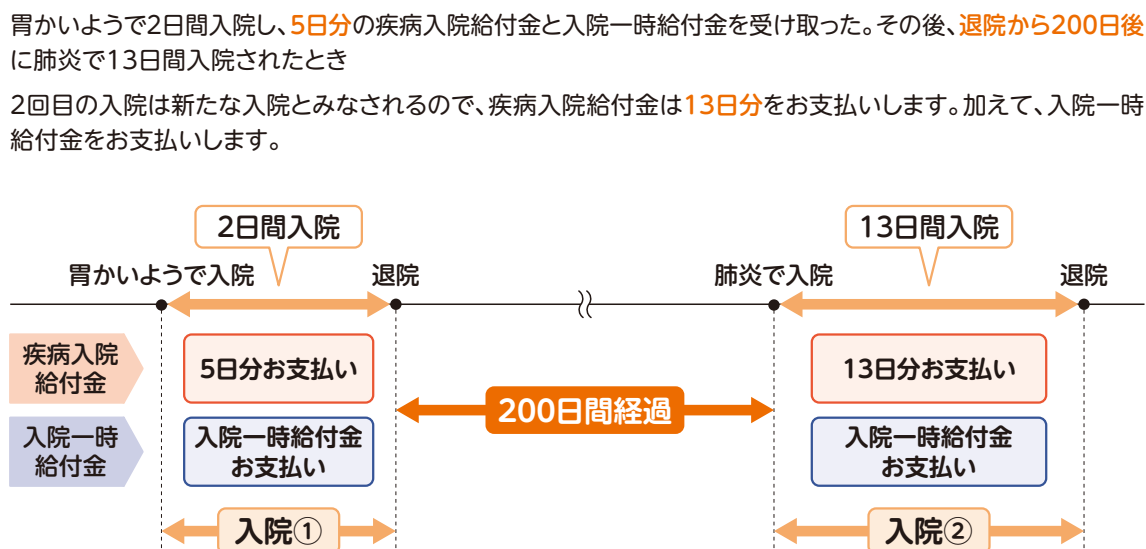 胃かいようで2日間入院し、5日分の疾病入院給付金と入院一時給付金を受け取った。その後、退院から200日後
に肺炎で13日間入院されたとき
2回目の入院は新たな入院とみなされるので、疾病入院給付金は13日分をお支払いします。加えて、入院一時
給付金をお支払いします。
2日間入院
13日間入院
胃かいようで入院
退院
肺炎で入院
退院
疾病入院
給付金
5日分お支払い
13日分お支払い
200日間経過
入院一時
給付金
入院一時給付金
お支払い
入院一時給付金
お支払い
入院①
入院②